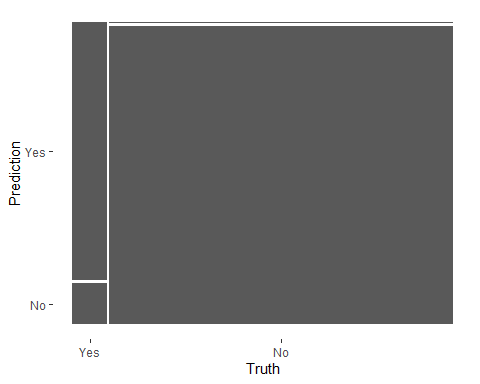 Prediction
Yes
No
Yes No
Truth